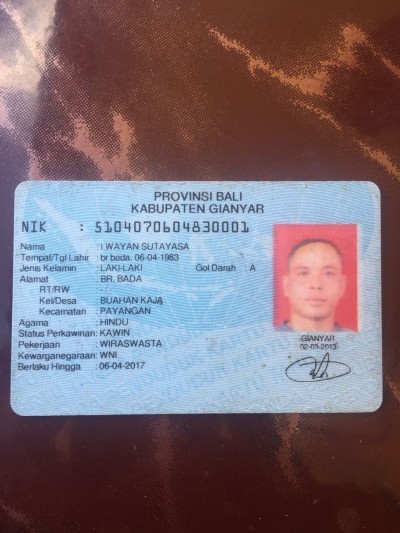 PROVINSI BALI
KABUPATEN GIANYAR
NIK : 5104070604830001
Nama : I WAYAN SUTAYASA
Tempat/Tgl Lahir : br bada, 06-04-1983
Jenis Kelamin : LAKI-LAKI Gol Darah : A
Alamat : BR, BADA
RT/RW : -
Kel/Desa : BUAHAN KAJA
Kecamatan : PAYANGAN
Agama : HINDU
Status Perkawinan: KAWIN
Pekerjaan : WIRASWASTA
Kewarganegaraan: WNI
Berlaku Hingga : 06-04-2017
GIANYAR
02-03-2013